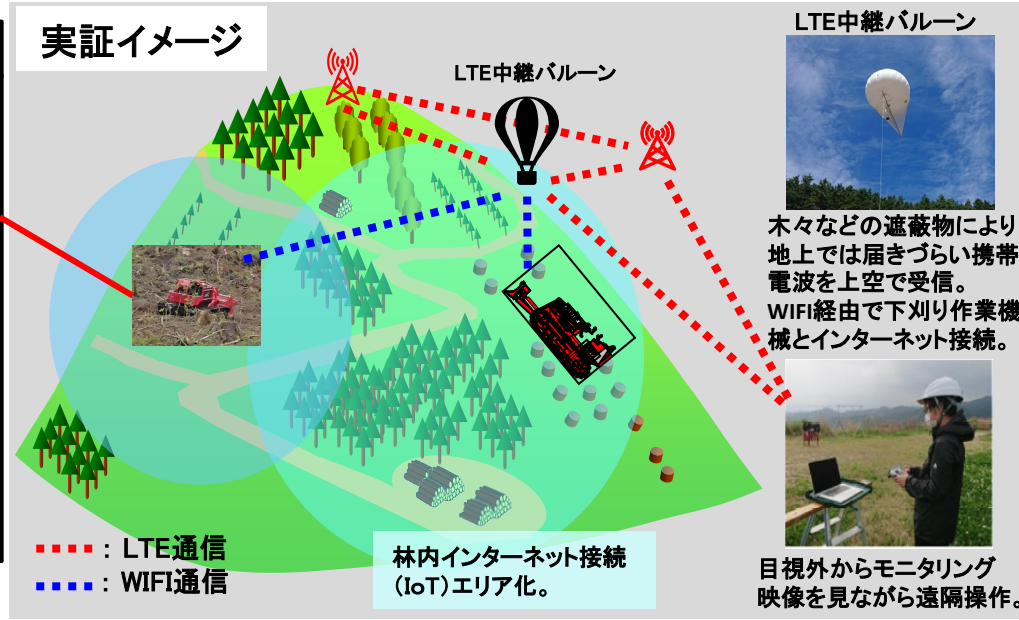 実証イメージ
LTE中継バルーン
LTE中継バルーン
木々などの遮蔽物により
地上では届きづらい携帯
電波を上空で受信。
WIFI経由で下刈り作業機
械とインターネット接続。
：LTE通信
：WIFI通信
林内インターネット接続
（IoT）エリア化。
目視外からモニタリング
映像を見ながら遠隔操作。